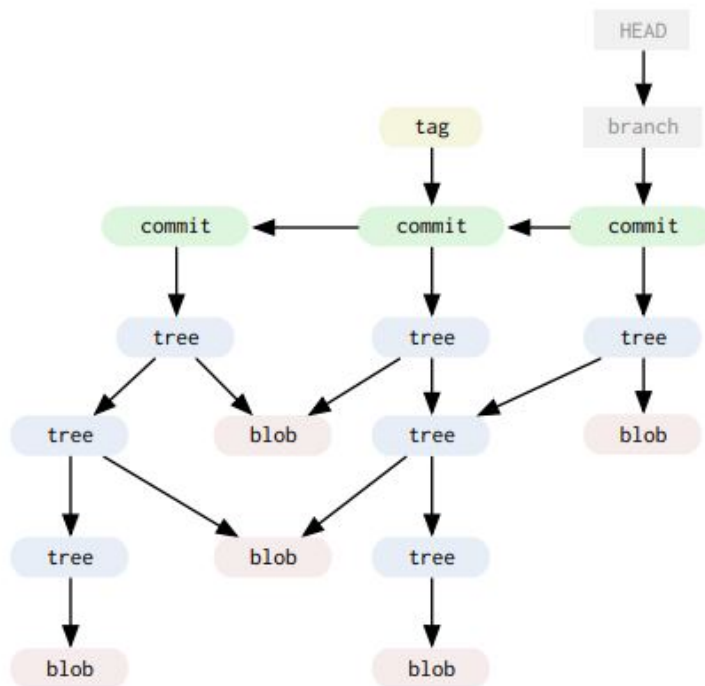 HEAD
tag branch
commit commit commit
tree tree tree
tree blob tree blob
tree blob tree
blob blob